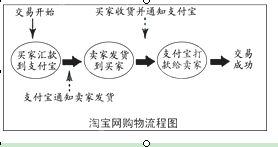 交易开始
买家收货并通知支付宝
买家汇款
到支付宝
卖家发货
到买家
支付宝打
款给卖家
交易
成功
支付宝通知卖家发货
淘宝网购物流程图